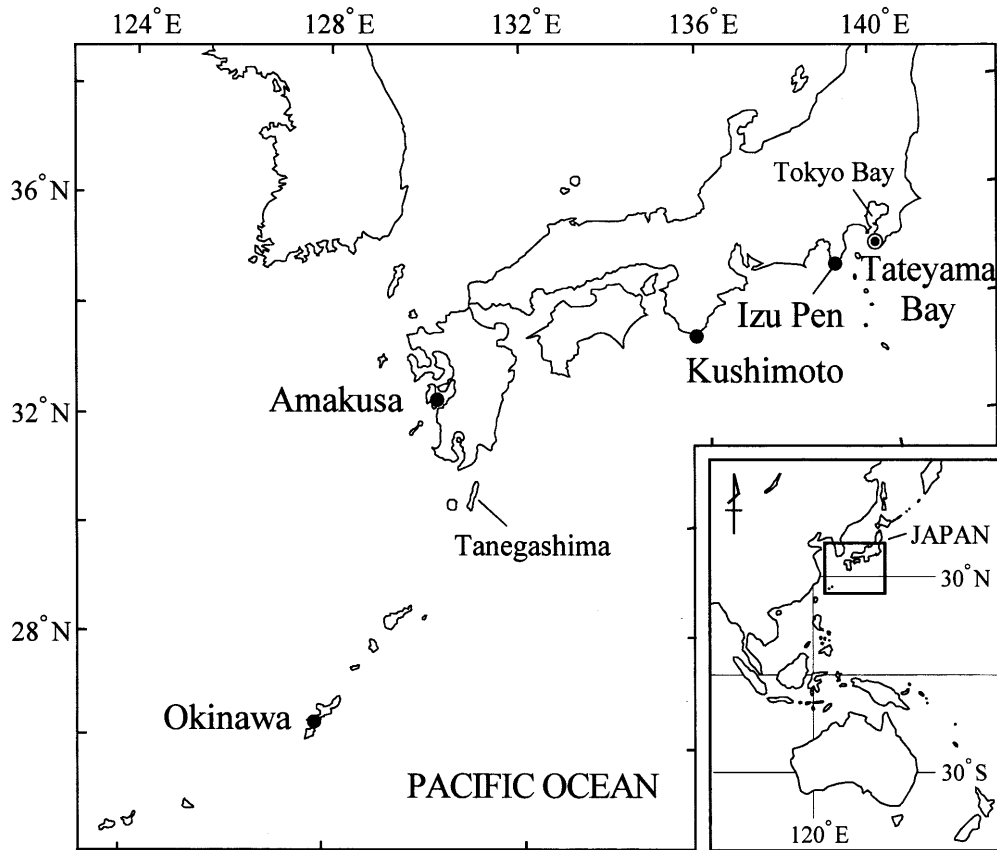 124°E 128°E 132°E 136°E 140°E
36°N
Tokyo Bay
Tateyama
Bay
Izu Pen
Kushimoto
Amakusa
32°N
Tanegashima
JAPAN
30°N
28°N
Okinawa
PACIFIC OCEAN
30°S
120°E